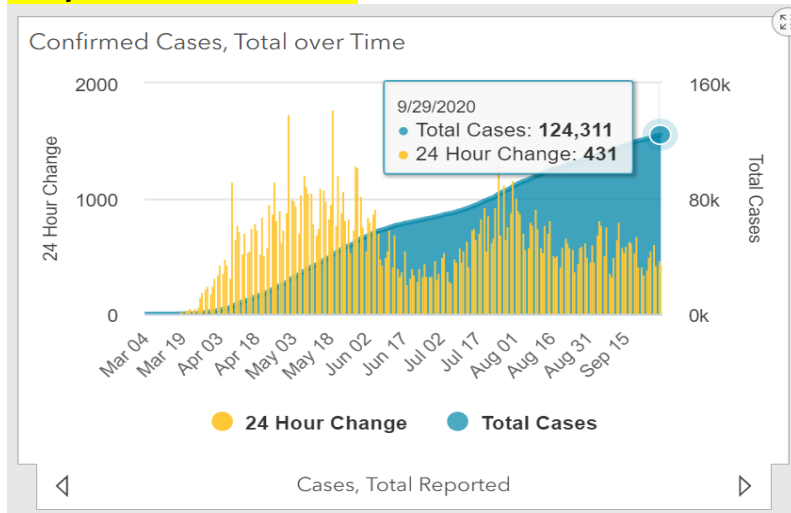 Confirmed Cases, Total over Time
2000
160k
9/29/2020
Total Cases: 124,311
24 Hour Change: 431
24 Hour Change
1000
80k
Total Cases
0
0k
Mar 04
Mar 19
Apr 03
Apr 18
May 03
May 18
Jun 02
Jun 17
Jul 02
Jul 17
Aug 01
Aug 16
Aug 31
Sep 15
24 Hour Change
Total Cases
Cases, Total Reported